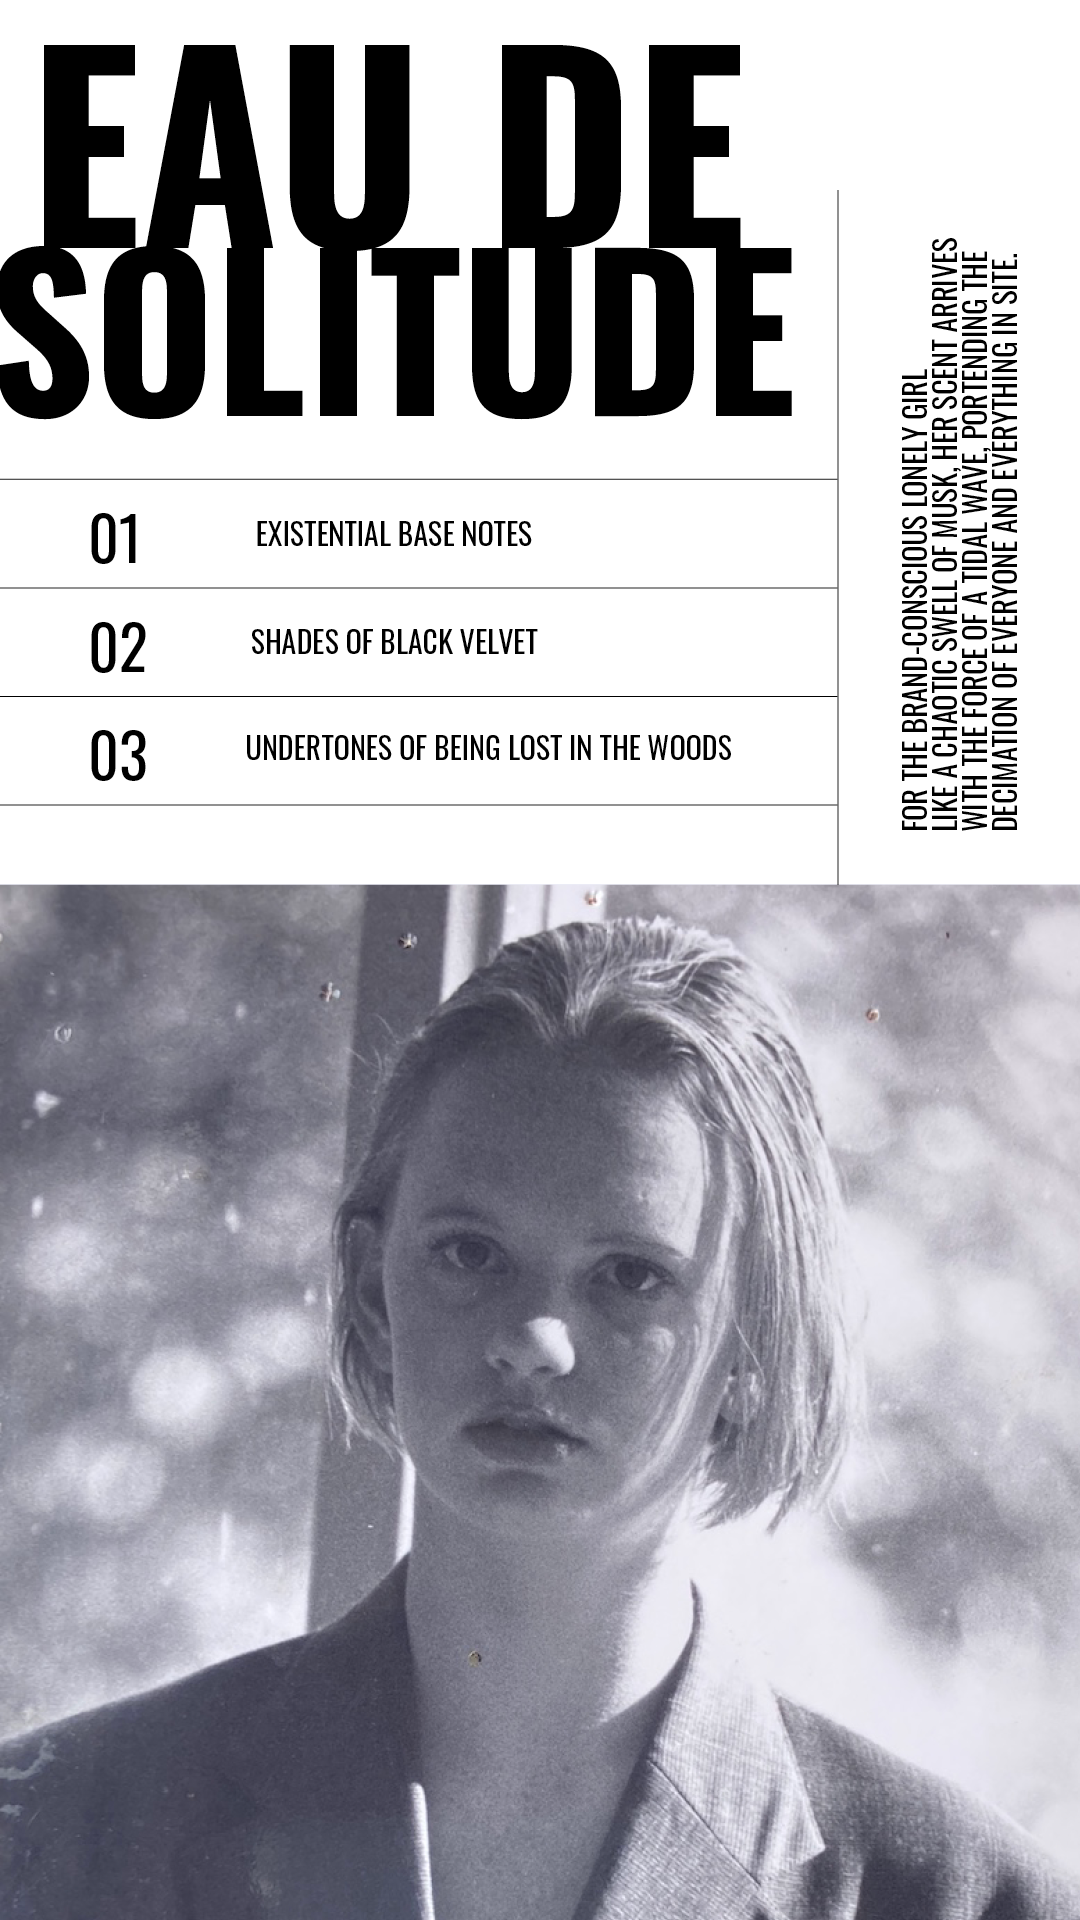 EAU DE
SOLITUDE
01 EXISTENTIAL BASE NOTES
02 SHADES OF BLACK VELVET
03 UNDERTONES OF BEING LOST IN THE WOODS
FOR THE BRAND-CONSCIOUS LONELY GIRL
LIKE A CHAOTIC SWELL OF MUSK, HER SCENT ARRIVES
WITH THE FORCE OF A TIDAL WAVE, PORTENDING THE
DECIMATION OF EVERYONE AND EVERYTHING IN SITE.